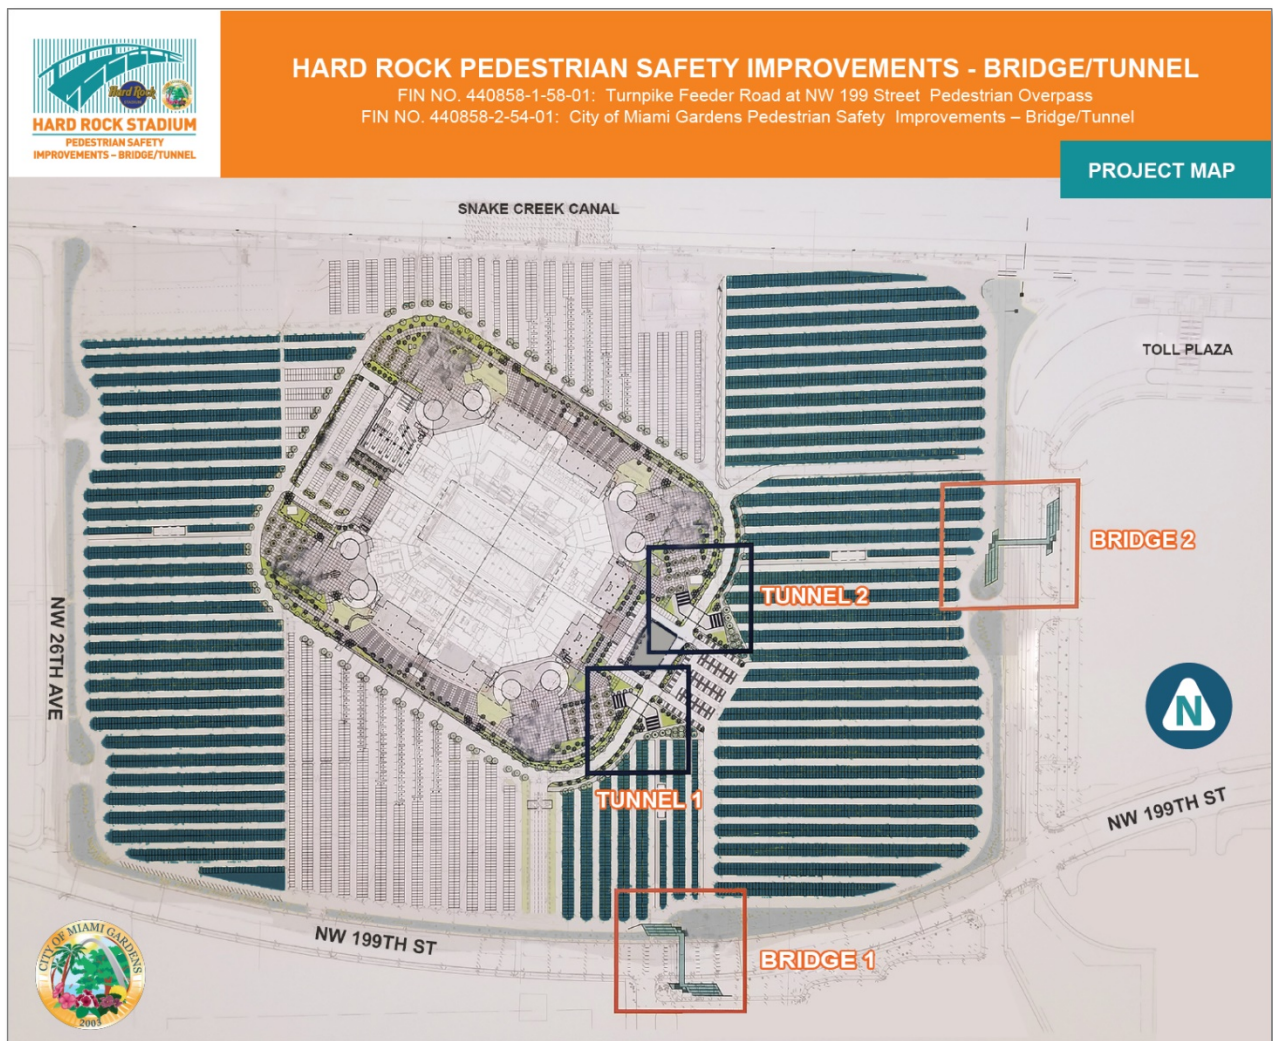 Hard Rock
STADIUM
HARD ROCK STADIUM
PEDESTRIAN SAFETY
IMPROVEMENTS – BRIDGE/TUNNEL
HARD ROCK PEDESTRIAN SAFETY IMPROVEMENTS - BRIDGE/TUNNEL
FIN NO. 440858-1-58-01: Turnpike Feeder Road at NW 199 Street Pedestrian Overpass
FIN NO. 440858-2-54-01: City of Miami Gardens Pedestrian Safety Improvements – Bridge/Tunnel
PROJECT MAP
SNAKE CREEK CANAL
TOLL PLAZA
BRIDGE 2
TUNNEL 2
NW 26TH AVE
N
TUNNEL 1
NW 199TH ST
NW 199TH ST
BRIDGE 1
CITY OF MIAMI GARDENS
2003